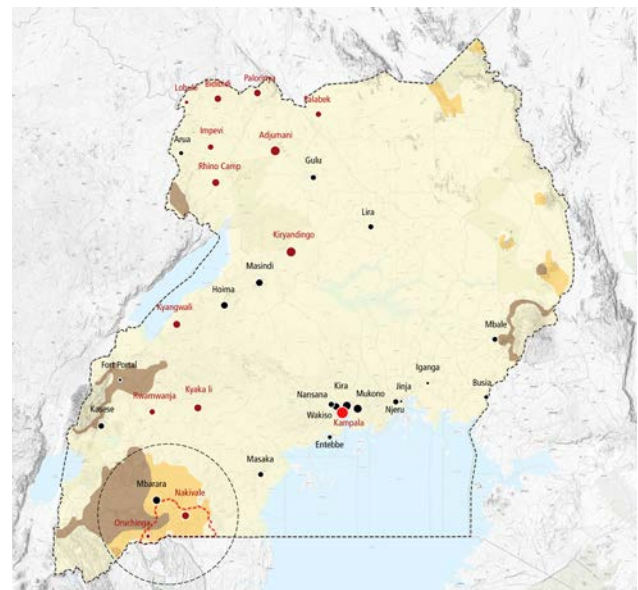 Palorinya
Bidibidi
Lobule
Palabek
Impevi
Adjumani
Arua
Gulu
Rhino Camp
Lira
Kiryandingo
Masindi
Hoima
Kyangwali
Mbale
Fort Portal
Iganga
Kyaka Ii
Kira
Jinja
Busia
Rwamwanja
Nansana
Mukono
Kasese
Wakiso
Njeru
Kampala
Entebbe
Masaka
Mbarara
Nakivale
Oruchinga